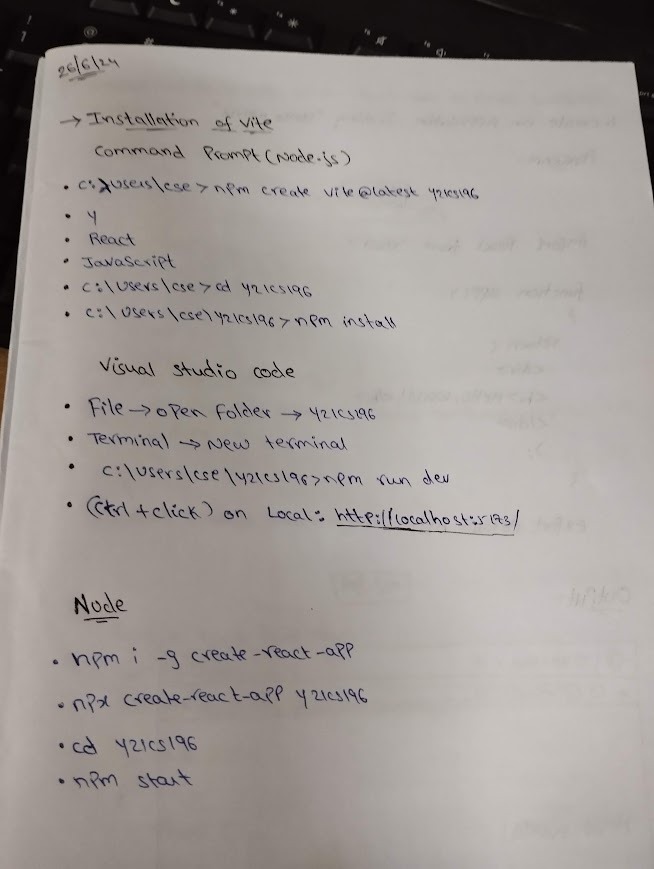 26/6/24
→ Installation of Vite
Command Prompt (Node.js)
• C:\users\cse > npm create vite@latest y21cs196
• y
• React
• JavaScript
• C:\users\cse > cd y21cs196
• C:\users\cse\y21cs196 > npm install
Visual studio code
• File → open folder → y21cs196
• Terminal → New terminal
• C:\users\cse\y21cs196 > npm run dev
• (Ctrl + click) on Local: http://localhost:5173/
Node
• npm i -g create-react-app
• npx create-react-app y21cs196
• cd y21cs196
• npm start